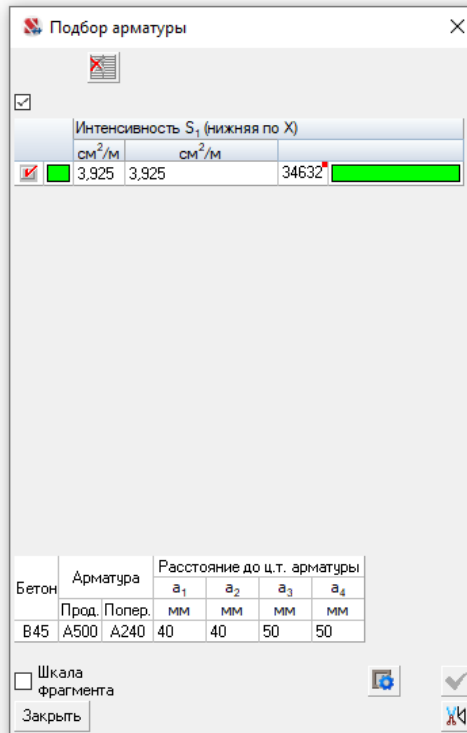 Подбор арматуры
Интенсивность S₁ (нижняя по X)
см²/м см²/м
3,925 3,925 34632
Бетон Арматура Расстояние до ц.т. арматуры
a₁ a₂ a₃ a₄
Прод. Попер. мм мм мм мм
B45 A500 A240 40 40 50 50
Шкала
фрагмента
Закрыть